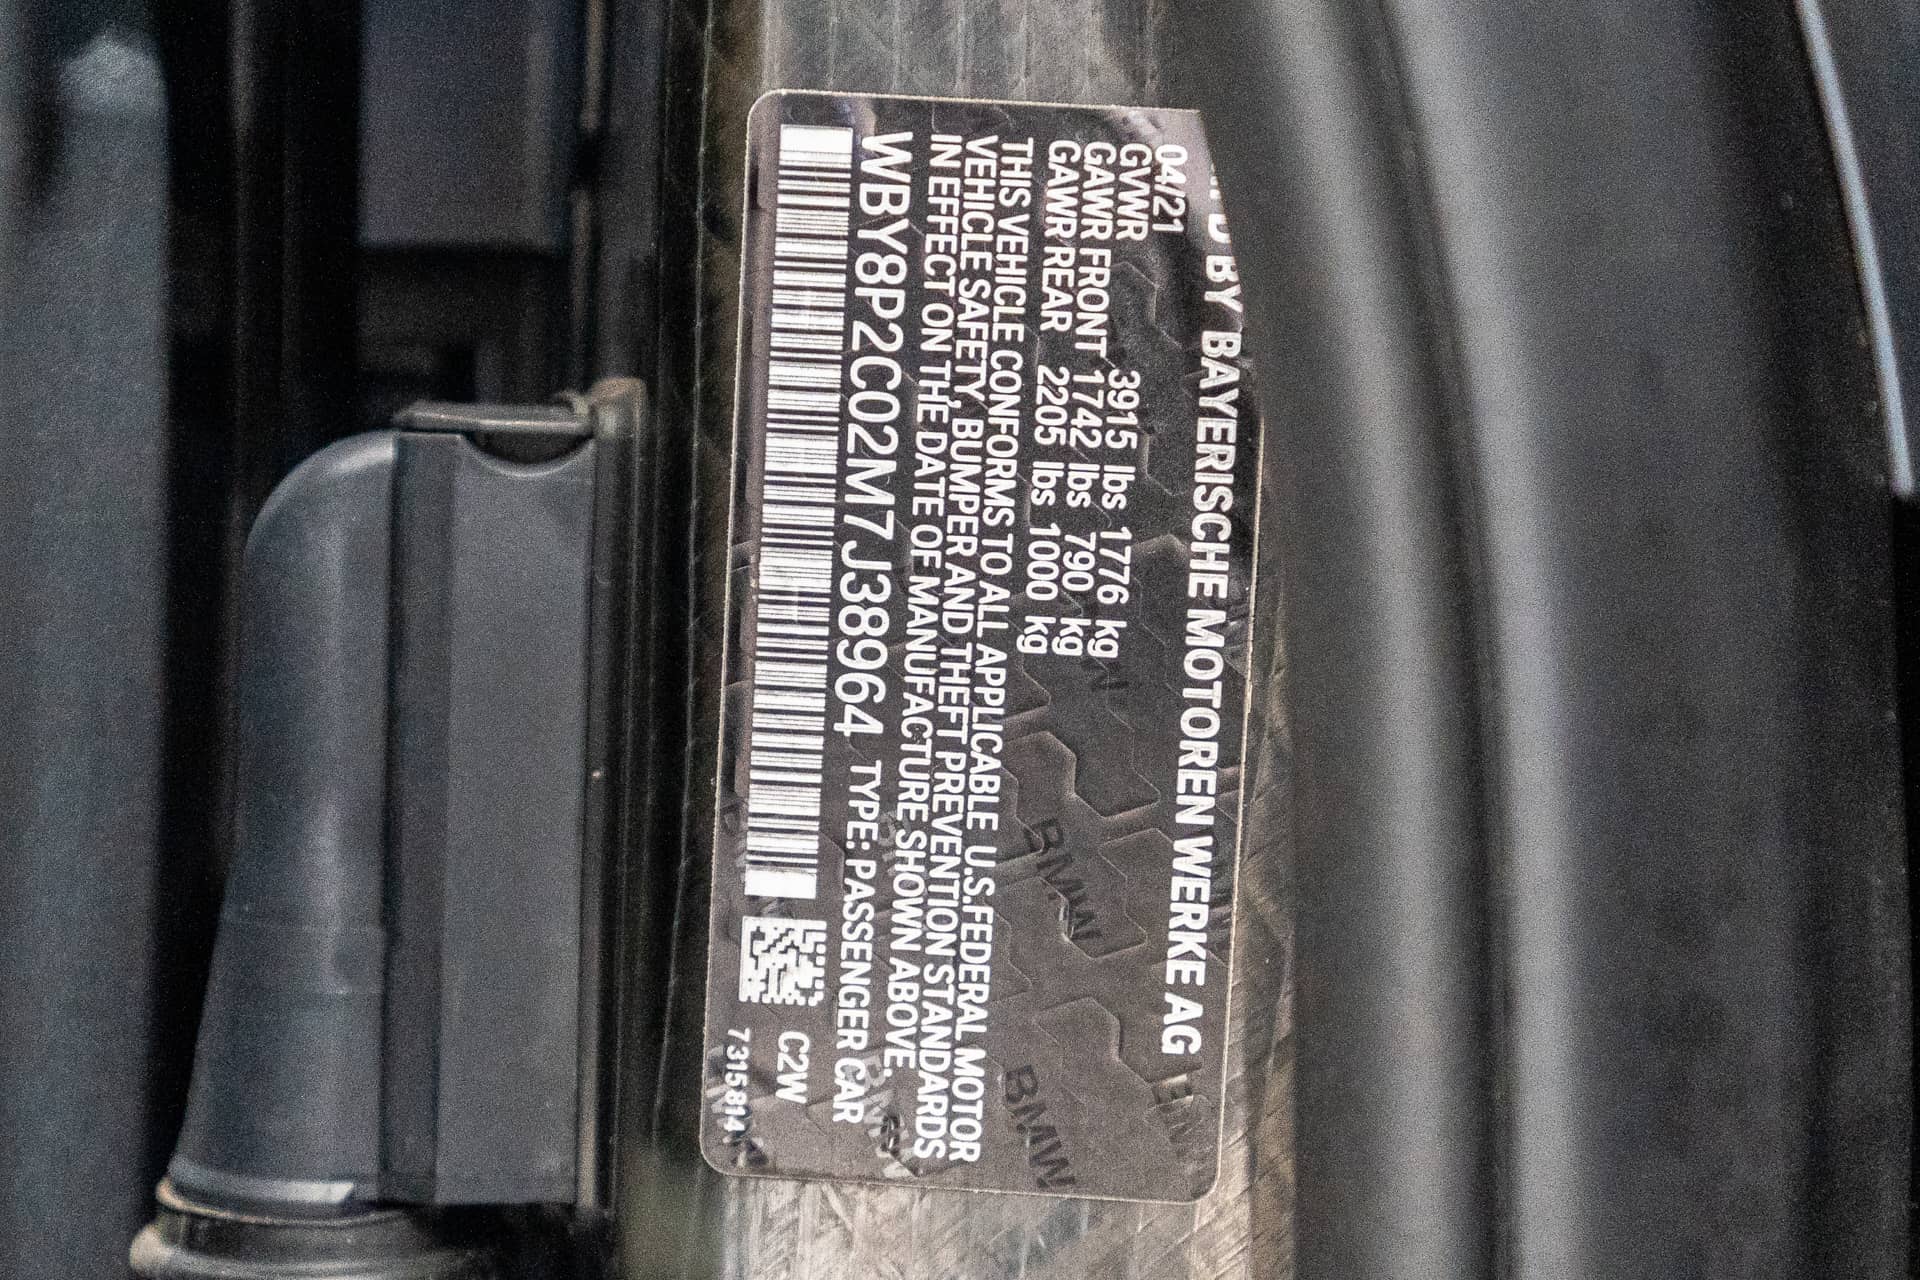 BY BAYERISCHE MOTOREN WERKE AG
04/21
GVWR 3915 lbs 1776 kg
GAWR FRONT 1742 lbs 790 kg
GAWR REAR 2205 lbs 1000 kg
THIS VEHICLE CONFORMS TO ALL APPLICABLE U.S.FEDERAL MOTOR
VEHICLE SAFETY, BUMPER AND THEFT PREVENTION STANDARDS
IN EFFECT ON THE DATE OF MANUFACTURE SHOWN ABOVE.
WBY8P2C02M7J38964 TYPE: PASSENGER CAR
C2W
7315814
BMW
BMW
BMW